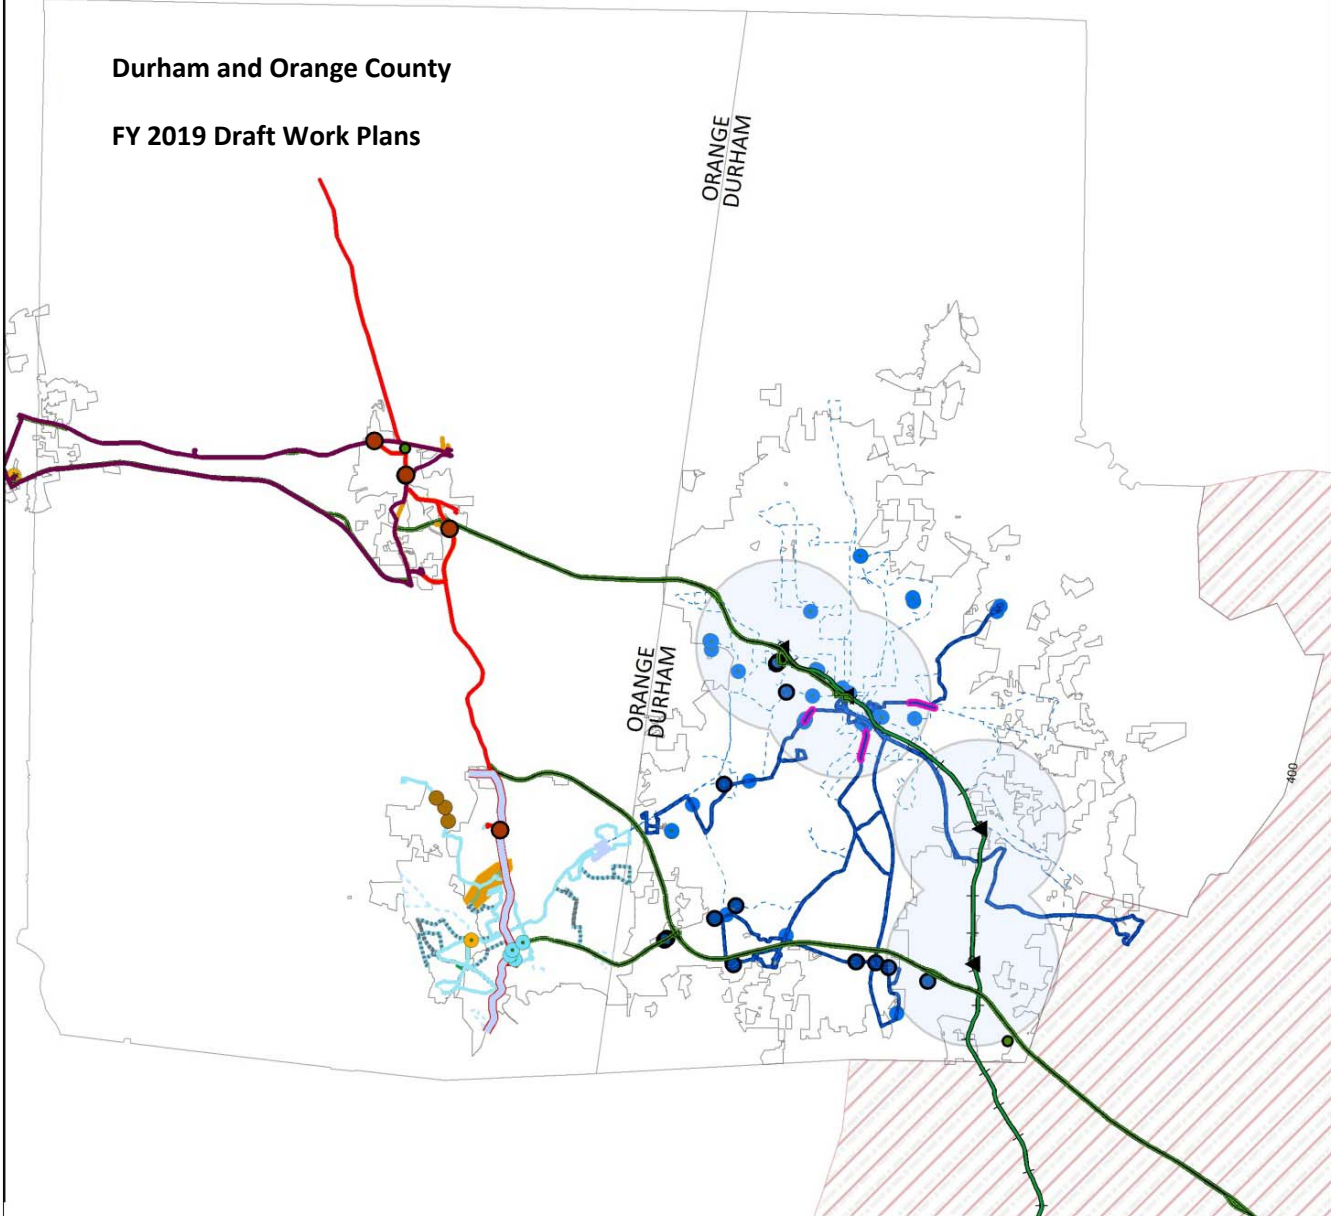 Durham and Orange County
FY 2019 Draft Work Plans
ORANGE
DURHAM
ORANGE
DURHAM
400